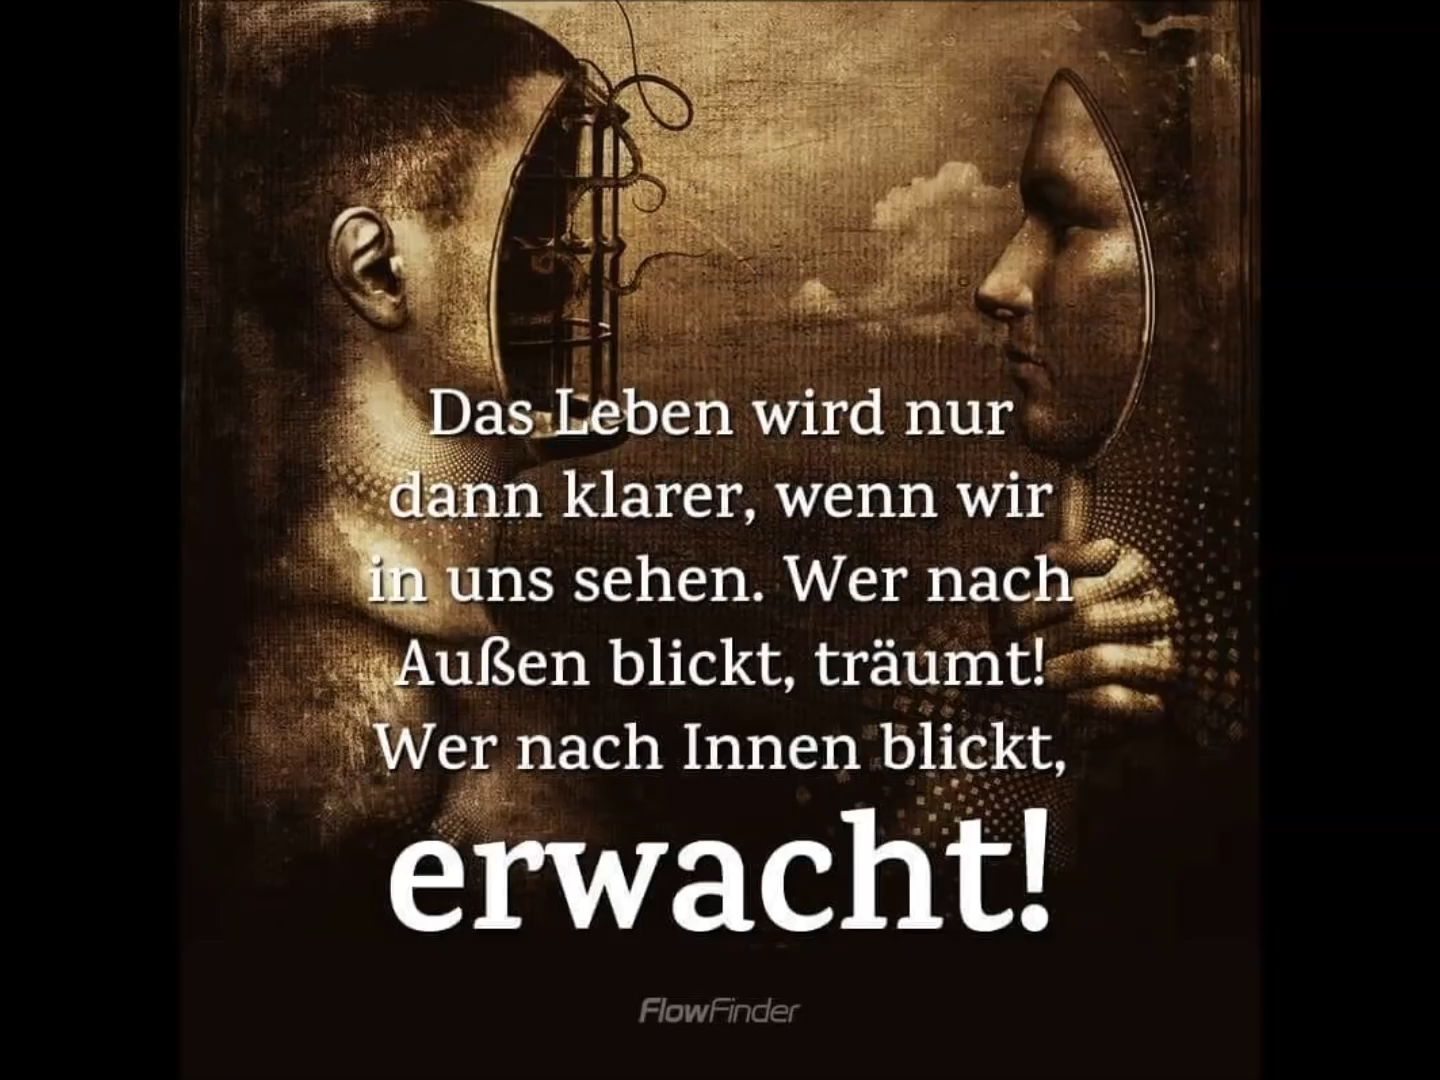 Das Leben wird nur
dann klarer, wenn wir
in uns sehen. Wer nach
Außen blickt, träumt!
Wer nach Innen blickt,
erwacht!
FlowFinder